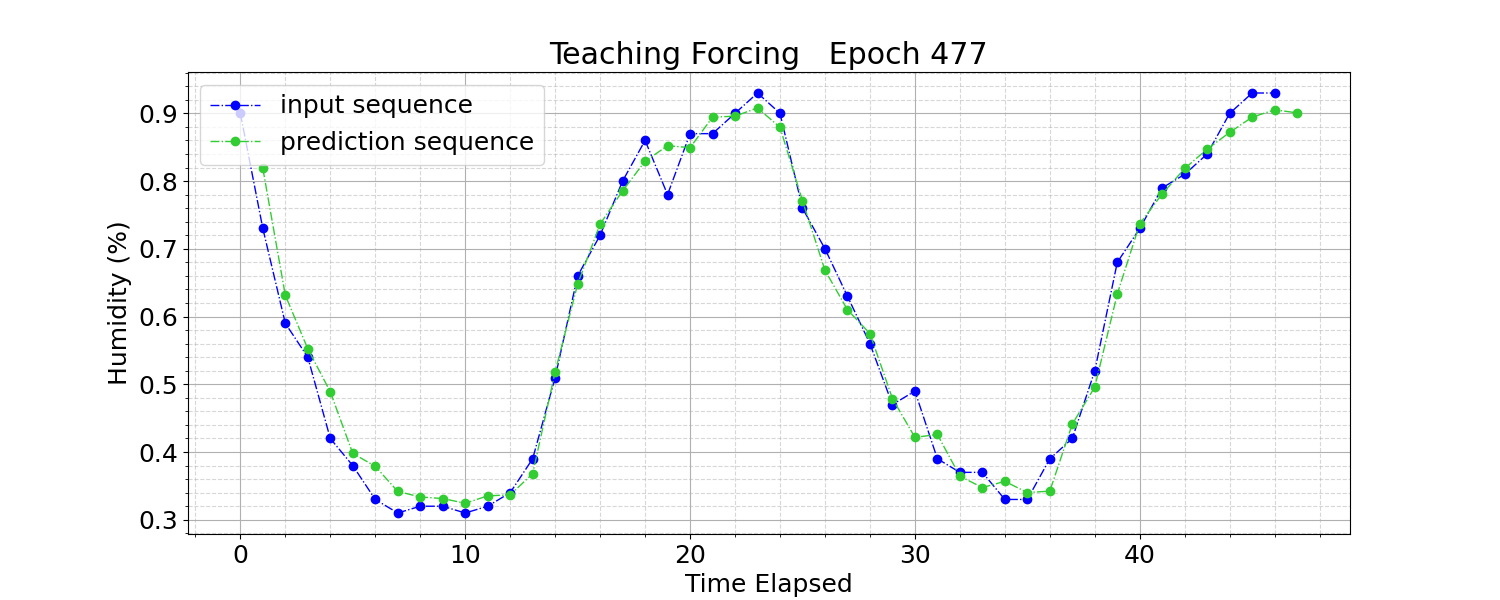 Teaching Forcing   Epoch 477
input sequence
prediction sequence
Humidity (%)
0.9
0.8
0.7
0.6
0.5
0.4
0.3
0 10 20 30 40
Time Elapsed